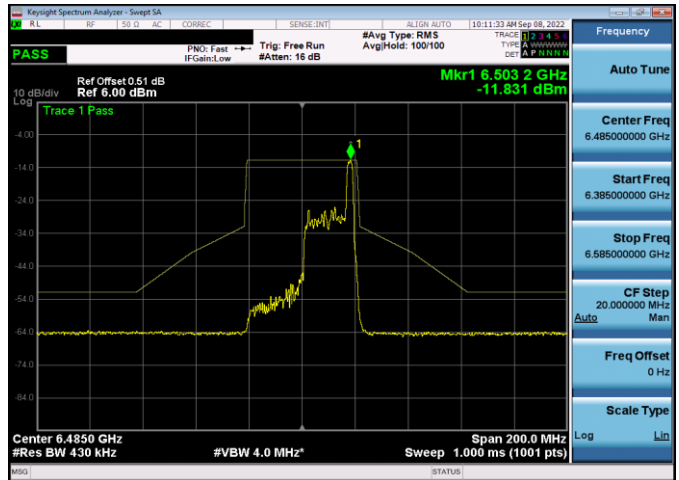 Keysight Spectrum Analyzer - Swept SA
RL RF 50 Ω AC CORREC SENSE:INT ALIGN AUTO 10:11:33 AM Sep 08, 2022
PASS
PNO: Fast
IFGain:Low
Trig: Free Run
#Atten: 16 dB
#Avg Type: RMS
Avg|Hold: 100/100
TRACE 1 2 3 4 5 6
TYPE A WWWWW
DET A P N N N N
Ref Offset 0.51 dB
Ref 6.00 dBm
10 dB/div
Log
Mkr1 6.503 2 GHz
-11.831 dBm
Trace 1 Pass
1
-4.00
-14.0
-24.0
-34.0
-44.0
-54.0
-64.0
-74.0
-84.0
Center 6.4850 GHz
#Res BW 430 kHz
#VBW 4.0 MHz*
Span 200.0 MHz
Sweep 1.000 ms (1001 pts)
MSG
STATUS
Frequency
Auto Tune
Center Freq
6.485000000 GHz
Start Freq
6.385000000 GHz
Stop Freq
6.585000000 GHz
CF Step
20.000000 MHz
Auto Man
Freq Offset
0 Hz
Scale Type
Log Lin